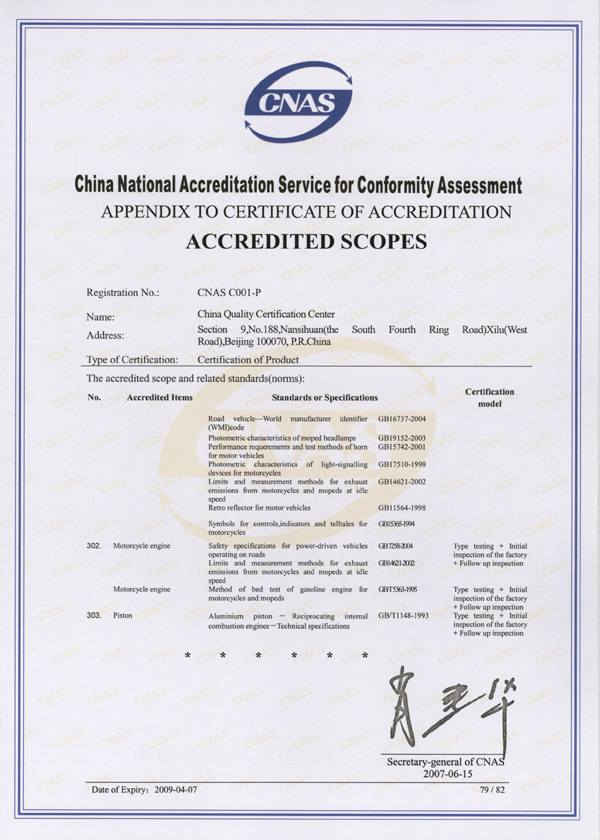 CNAS
China National Accreditation Service for Conformity Assessment
APPENDIX TO CERTIFICATE OF ACCREDITATION
ACCREDITED SCOPES
Registration No.: CNAS C001-P
Name: China Quality Certification Center
Address: Section 9,No.188,Nansihuan(the South Fourth Ring Road)Xilu(West
Road),Beijing 100070, P.R.China
Type of Certification: Certification of Product
The accredited scope and related standards(norms):
No. Accredited Items Standards or Specifications Certification
model
Road vehicle—World manufacturer identifier GB16737-2004
(WMI)code
Photometric characteristics of moped headlamps GB19152-2003
Performance requerements and test methods of horn GB15742-2001
for motor vehicles
Photometric characteristics of light-signalling GB17510-1998
devices for motorcycles
Limits and measurement methods for exhaust GB14621-2002
emissions from motorcycles and mopeds at idle
speed
Retro reflector for motor vehicles GB11564-1998
Symbols for controls,indicators and telltales for GB15365-1994
motorcycles
302. Motorcycle engine Safety specifications for power-driven vehicles GB7258-2004 Type testing + Initial
operating on roads inspection of the factory
Limits and measurement methods for exhaust GB14621-2002 + Follow up inspection
emissions from motorcycles and mopeds at idle
speed
Motorcycle engine Method of bed test of gasoline engine for GB/T5363-1995 Type testing + Initial
motorcycles and mopeds inspection of the factory
+ Follow up inspection
303. Piston Aluminium piston — Reciprocating internal GB/T1148-1993 Type testing + Initial
combustion engines—Technical specifications inspection of the factory
+ Follow up inspection
* * * * * *
Secretary-general of CNAS
2007-06-15
Date of Expiry: 2009-04-07 79 / 82